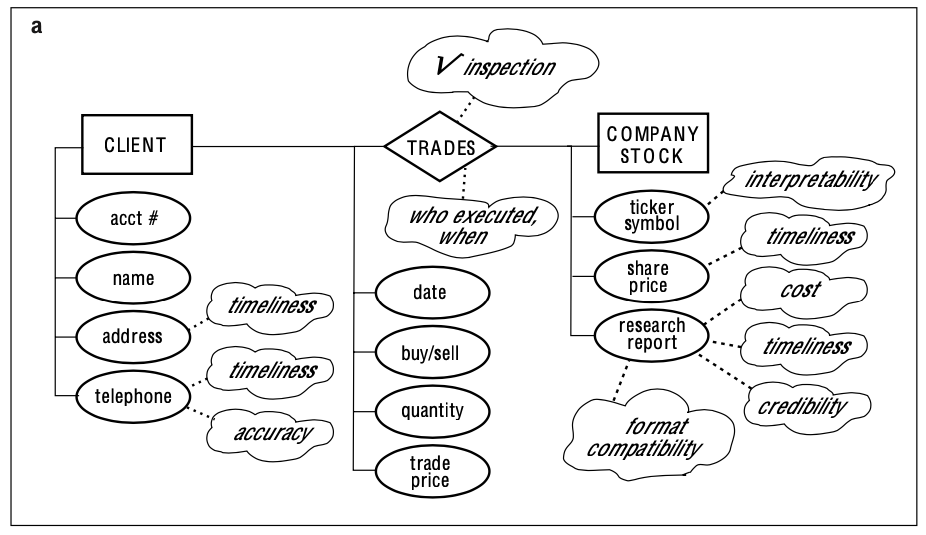 a
√ inspection
CLIENT
TRADES
COMPANY
STOCK
acct #
name
address
telephone
timeliness
timeliness
accuracy
who executed,
when
date
buy/sell
quantity
trade
price
ticker
symbol
share
price
research
report
interpretability
timeliness
cost
timeliness
credibility
format
compatibility